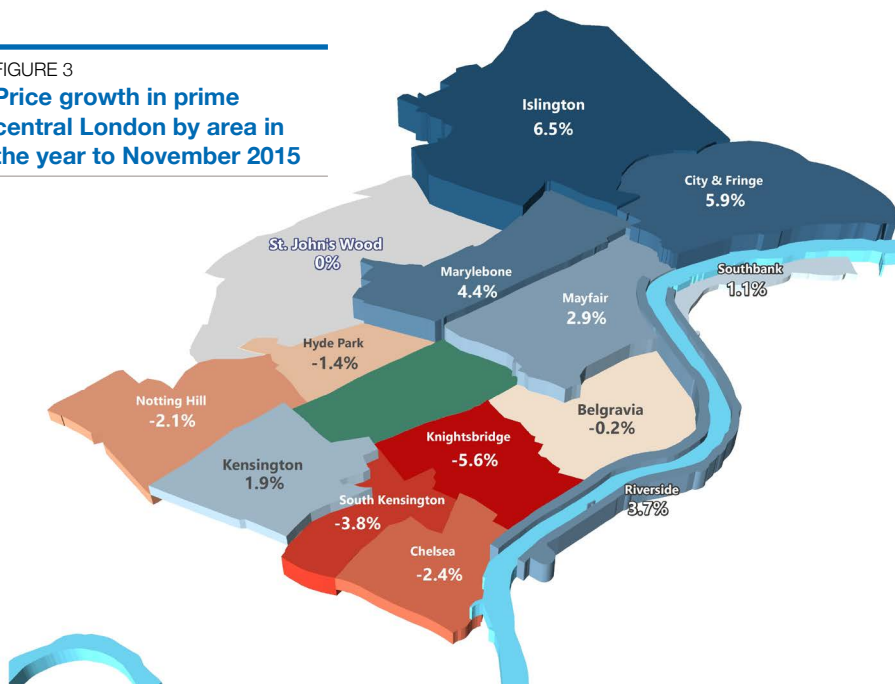 FIGURE 3
Price growth in prime
central London by area in
the year to November 2015
Islington
6.5%
City & Fringe
5.9%
St. John's Wood
0%
Marylebone
4.4%
Southbank
1.1%
Mayfair
2.9%
Hyde Park
-1.4%
Notting Hill
-2.1%
Belgravia
-0.2%
Knightsbridge
-5.6%
Kensington
1.9%
Riverside
3.7%
South Kensington
-3.8%
Chelsea
-2.4%